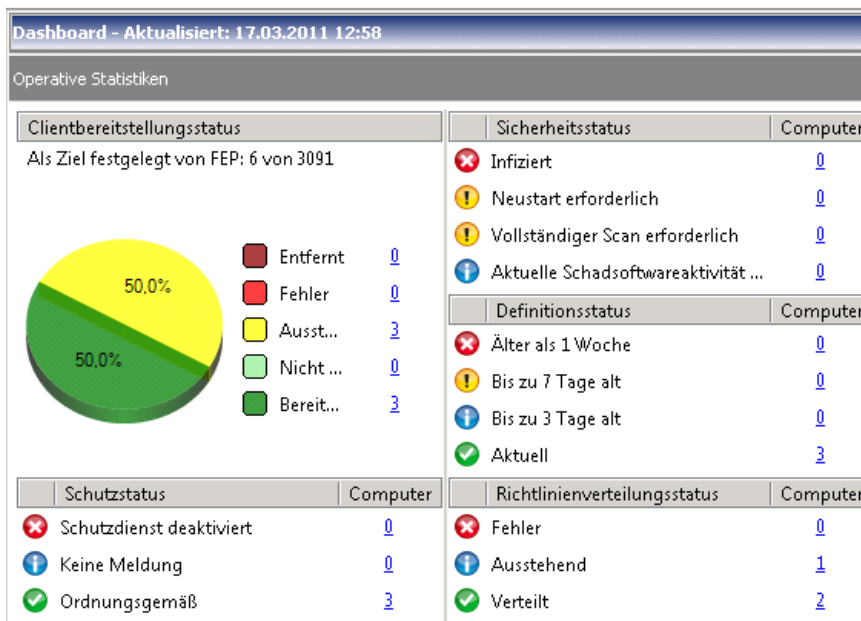 Dashboard - Aktualisiert: 17.03.2011 12:58
Operative Statistiken
Clientbereitstellungsstatus
Als Ziel festgelegt von FEP: 6 von 3091
50,0%
50,0%
Entfernt 0
Fehler 0
Ausst... 3
Nicht ... 0
Bereit... 3
Sicherheitsstatus Computer
Infiziert 0
Neustart erforderlich 0
Vollständiger Scan erforderlich 0
Aktuelle Schadsoftwareaktivität ... 0
Definitionsstatus Computer
Älter als 1 Woche 0
Bis zu 7 Tage alt 0
Bis zu 3 Tage alt 0
Aktuell 3
Schutzstatus Computer
Schutzdienst deaktiviert 0
Keine Meldung 0
Ordnungsgemäß 3
Richtlinienverteilungsstatus Computer
Fehler 0
Ausstehend 1
Verteilt 2